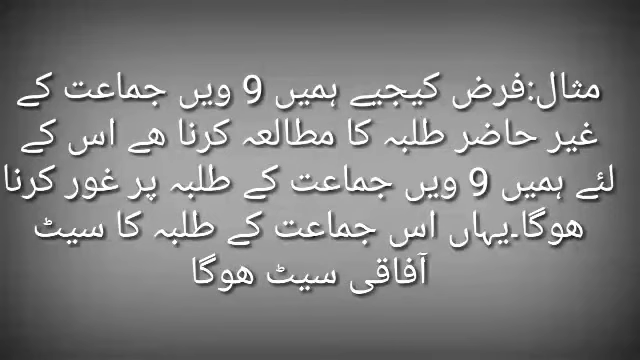 مثال:فرض کیجیے ہمیں 9 ویں جماعت کے
غیر حاضر طلبہ کا مطالعہ کرنا ھے اس کے
لئے ہمیں 9 ویں جماعت کے طلبہ پر غور کرنا
ھوگا۔یہاں اس جماعت کے طلبہ کا سیٹ
آفاقی سیٹ ھوگا